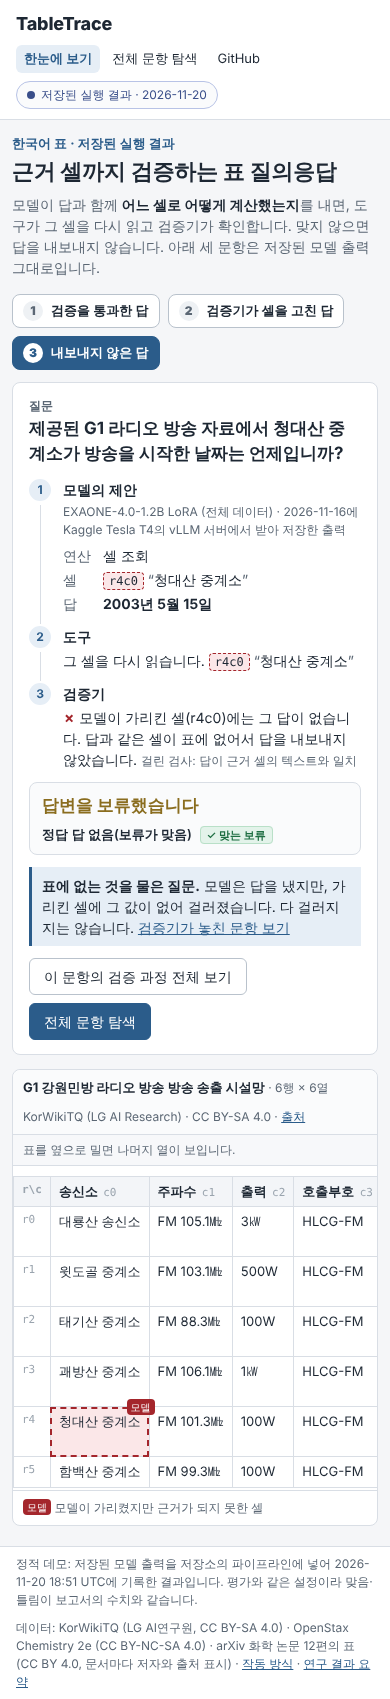 TableTrace
한눈에 보기 전체 문항 탐색 GitHub
저장된 실행 결과 · 2026-11-20
한국어 표 · 저장된 실행 결과
근거 셀까지 검증하는 표 질의응답
모델이 답과 함께 어느 셀로 어떻게 계산했는지를 내면, 도
구가 그 셀을 다시 읽고 검증기가 확인합니다. 맞지 않으면
답을 내보내지 않습니다. 아래 세 문항은 저장된 모델 출력
그대로입니다.
1 검증을 통과한 답 2 검증기가 셀을 고친 답
3 내보내지 않은 답
질문
제공된 G1 라디오 방송 자료에서 청대산 중
계소가 방송을 시작한 날짜는 언제입니까?
1 모델의 제안
EXAONE-4.0-1.2B LoRA (전체 데이터) · 2026-11-16에
Kaggle Tesla T4의 vLLM 서버에서 받아 저장한 출력
연산 셀 조회
셀 r4c0 “청대산 중계소”
답 2003년 5월 15일
2 도구
그 셀을 다시 읽습니다. r4c0 “청대산 중계소”
3 검증기
✕ 모델이 가리킨 셀(r4c0)에는 그 답이 없습니
다. 답과 같은 셀이 표에 없어서 답을 내보내지
않았습니다. 걸린 검사: 답이 근거 셀의 텍스트와 일치
답변을 보류했습니다
정답 답 없음(보류가 맞음) ✓ 맞는 보류
표에 없는 것을 물은 질문. 모델은 답을 냈지만, 가
리킨 셀에 그 값이 없어 걸러졌습니다. 다 걸러지
지는 않습니다. 검증기가 놓친 문항 보기
이 문항의 검증 과정 전체 보기
전체 문항 탐색
G1 강원민방 라디오 방송 방송 송출 시설망 · 6행 × 6열
KorWikiTQ (LG AI Research) · CC BY-SA 4.0 · 출처
표를 옆으로 밀면 나머지 열이 보입니다.
r\c 송신소 c0 주파수 c1 출력 c2 호출부호 c3
r0 대룡산 송신소 FM 105.1㎒ 3㎾ HLCG-FM
r1 윗도골 중계소 FM 103.1㎒ 500W HLCG-FM
r2 태기산 중계소 FM 88.3㎒ 100W HLCG-FM
r3 괘방산 중계소 FM 106.1㎒ 1㎾ HLCG-FM
모델
r4 청대산 중계소 FM 101.3㎒ 100W HLCG-FM
r5 함백산 중계소 FM 99.3㎒ 100W HLCG-FM
모델 모델이 가리켰지만 근거가 되지 못한 셀
정적 데모: 저장된 모델 출력을 저장소의 파이프라인에 넣어 2026-
11-20 18:51 UTC에 기록한 결과입니다. 평가와 같은 설정이라 맞음·
틀림이 보고서의 수치와 같습니다.
데이터: KorWikiTQ (LG AI연구원, CC BY-SA 4.0) · OpenStax
Chemistry 2e (CC BY-NC-SA 4.0) · arXiv 화학 논문 12편의 표
(CC BY 4.0, 문서마다 저자와 출처 표시) · 작동 방식 · 연구 결과 요
약